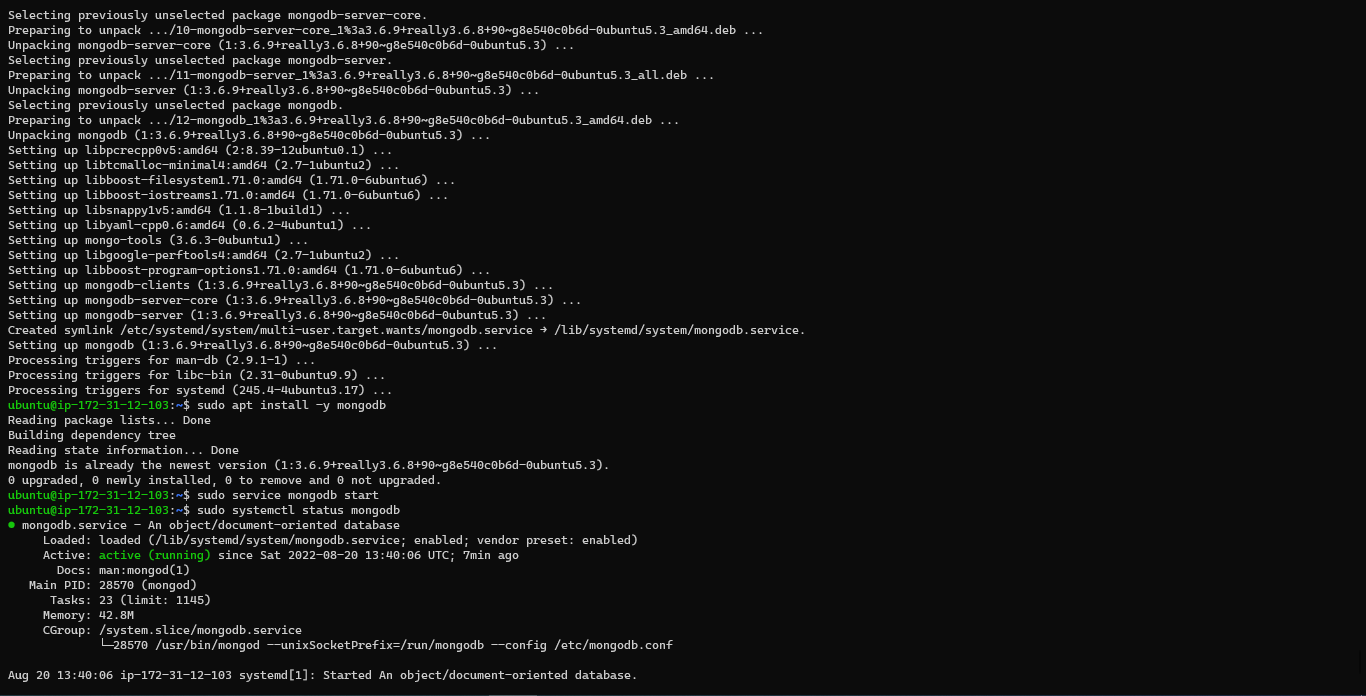 Selecting previously unselected package mongodb-server-core.
Preparing to unpack .../10-mongodb-server-core_1%3a3.6.9+really3.6.8+90~g8e540c0b6d-0ubuntu5.3_amd64.deb ...
Unpacking mongodb-server-core (1:3.6.9+really3.6.8+90~g8e540c0b6d-0ubuntu5.3) ...
Selecting previously unselected package mongodb-server.
Preparing to unpack .../11-mongodb-server_1%3a3.6.9+really3.6.8+90~g8e540c0b6d-0ubuntu5.3_all.deb ...
Unpacking mongodb-server (1:3.6.9+really3.6.8+90~g8e540c0b6d-0ubuntu5.3) ...
Selecting previously unselected package mongodb.
Preparing to unpack .../12-mongodb_1%3a3.6.9+really3.6.8+90~g8e540c0b6d-0ubuntu5.3_amd64.deb ...
Unpacking mongodb (1:3.6.9+really3.6.8+90~g8e540c0b6d-0ubuntu5.3) ...
Setting up libpcrecpp0v5:amd64 (2:8.39-12ubuntu0.1) ...
Setting up libtcmalloc-minimal4:amd64 (2.7-1ubuntu2) ...
Setting up libboost-filesystem1.71.0:amd64 (1.71.0-6ubuntu6) ...
Setting up libboost-iostreams1.71.0:amd64 (1.71.0-6ubuntu6) ...
Setting up libsnappy1v5:amd64 (1.1.8-1build1) ...
Setting up libyaml-cpp0.6:amd64 (0.6.2-4ubuntu1) ...
Setting up mongo-tools (3.6.3-0ubuntu1) ...
Setting up libgoogle-perftools4:amd64 (2.7-1ubuntu2) ...
Setting up libboost-program-options1.71.0:amd64 (1.71.0-6ubuntu6) ...
Setting up mongodb-clients (1:3.6.9+really3.6.8+90~g8e540c0b6d-0ubuntu5.3) ...
Setting up mongodb-server-core (1:3.6.9+really3.6.8+90~g8e540c0b6d-0ubuntu5.3) ...
Setting up mongodb-server (1:3.6.9+really3.6.8+90~g8e540c0b6d-0ubuntu5.3) ...
Created symlink /etc/systemd/system/multi-user.target.wants/mongodb.service → /lib/systemd/system/mongodb.service.
Setting up mongodb (1:3.6.9+really3.6.8+90~g8e540c0b6d-0ubuntu5.3) ...
Processing triggers for man-db (2.9.1-1) ...
Processing triggers for libc-bin (2.31-0ubuntu9.9) ...
Processing triggers for systemd (245.4-4ubuntu3.17) ...
ubuntu@ip-172-31-12-103:~$ sudo apt install -y mongodb
Reading package lists... Done
Building dependency tree
Reading state information... Done
mongodb is already the newest version (1:3.6.9+really3.6.8+90~g8e540c0b6d-0ubuntu5.3).
0 upgraded, 0 newly installed, 0 to remove and 0 not upgraded.
ubuntu@ip-172-31-12-103:~$ sudo service mongodb start
ubuntu@ip-172-31-12-103:~$ sudo systemctl status mongodb
● mongodb.service - An object/document-oriented database
Loaded: loaded (/lib/systemd/system/mongodb.service; enabled; vendor preset: enabled)
Active: active (running) since Sat 2022-08-20 13:40:06 UTC; 7min ago
Docs: man:mongod(1)
Main PID: 28570 (mongod)
Tasks: 23 (limit: 1145)
Memory: 42.8M
CGroup: /system.slice/mongodb.service
└─28570 /usr/bin/mongod --unixSocketPrefix=/run/mongodb --config /etc/mongodb.conf
Aug 20 13:40:06 ip-172-31-12-103 systemd[1]: Started An object/document-oriented database.